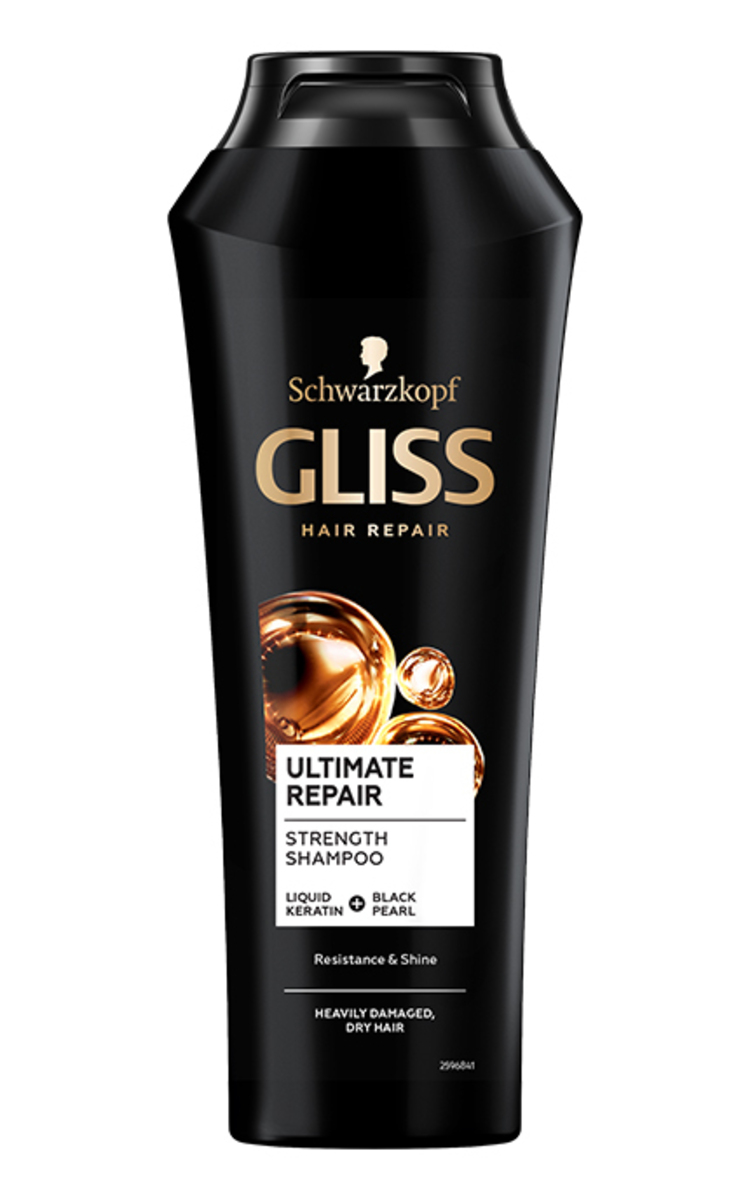 Schwarzkopf
GLISS
HAIR REPAIR
ULTIMATE
REPAIR
STRENGTH
SHAMPOO
LIQUID KERATIN + BLACK PEARL
Resistance & Shine
HEAVILY DAMAGED,
DRY HAIR
2596841